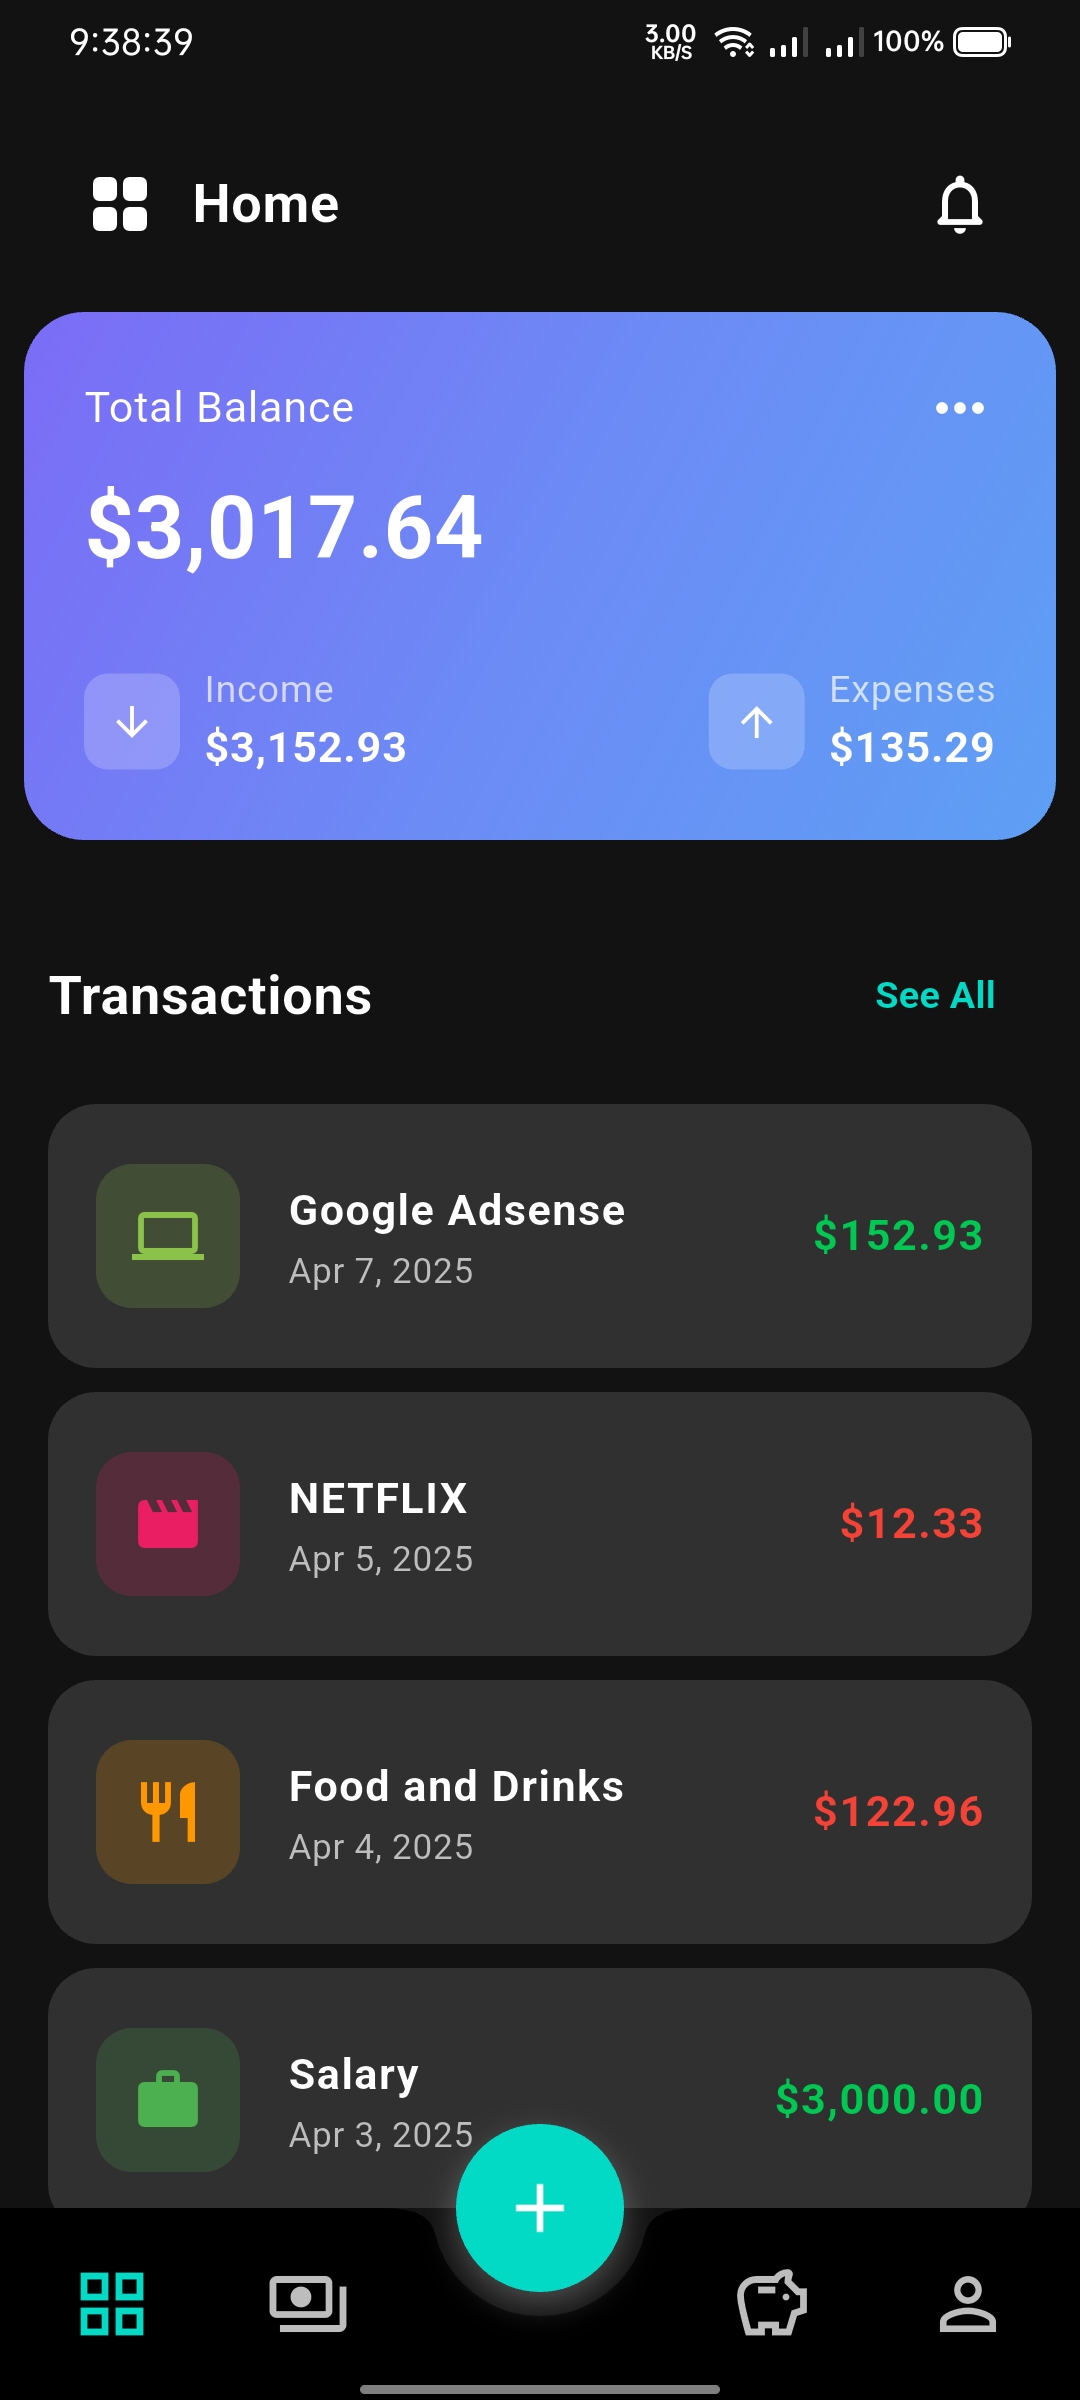 9:38:39
3.00 KB/S
100%
Home
Total Balance
$3,017.64
Income
$3,152.93
Expenses
$135.29
Transactions
See All
Google Adsense
Apr 7, 2025
$152.93
NETFLIX
Apr 5, 2025
$12.33
Food and Drinks
Apr 4, 2025
$122.96
Salary
Apr 3, 2025
$3,000.00